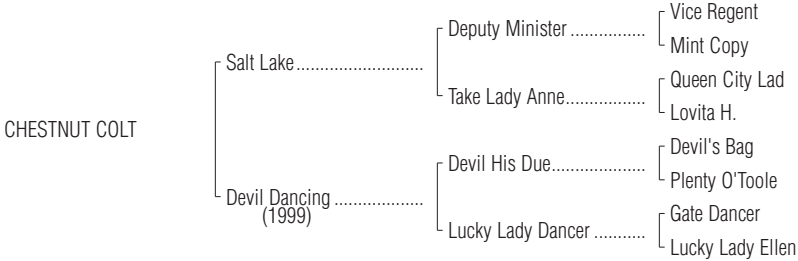 Vice Regent
Deputy Minister ................
Mint Copy
Salt Lake..........................
Queen City Lad
Take Lady Anne.................
Lovita H.
CHESTNUT COLT
Devil's Bag
Devil His Due....................
Plenty O'Toole
Devil Dancing ..................
(1999)
Gate Dancer
Lucky Lady Dancer ...........
Lucky Lady Ellen